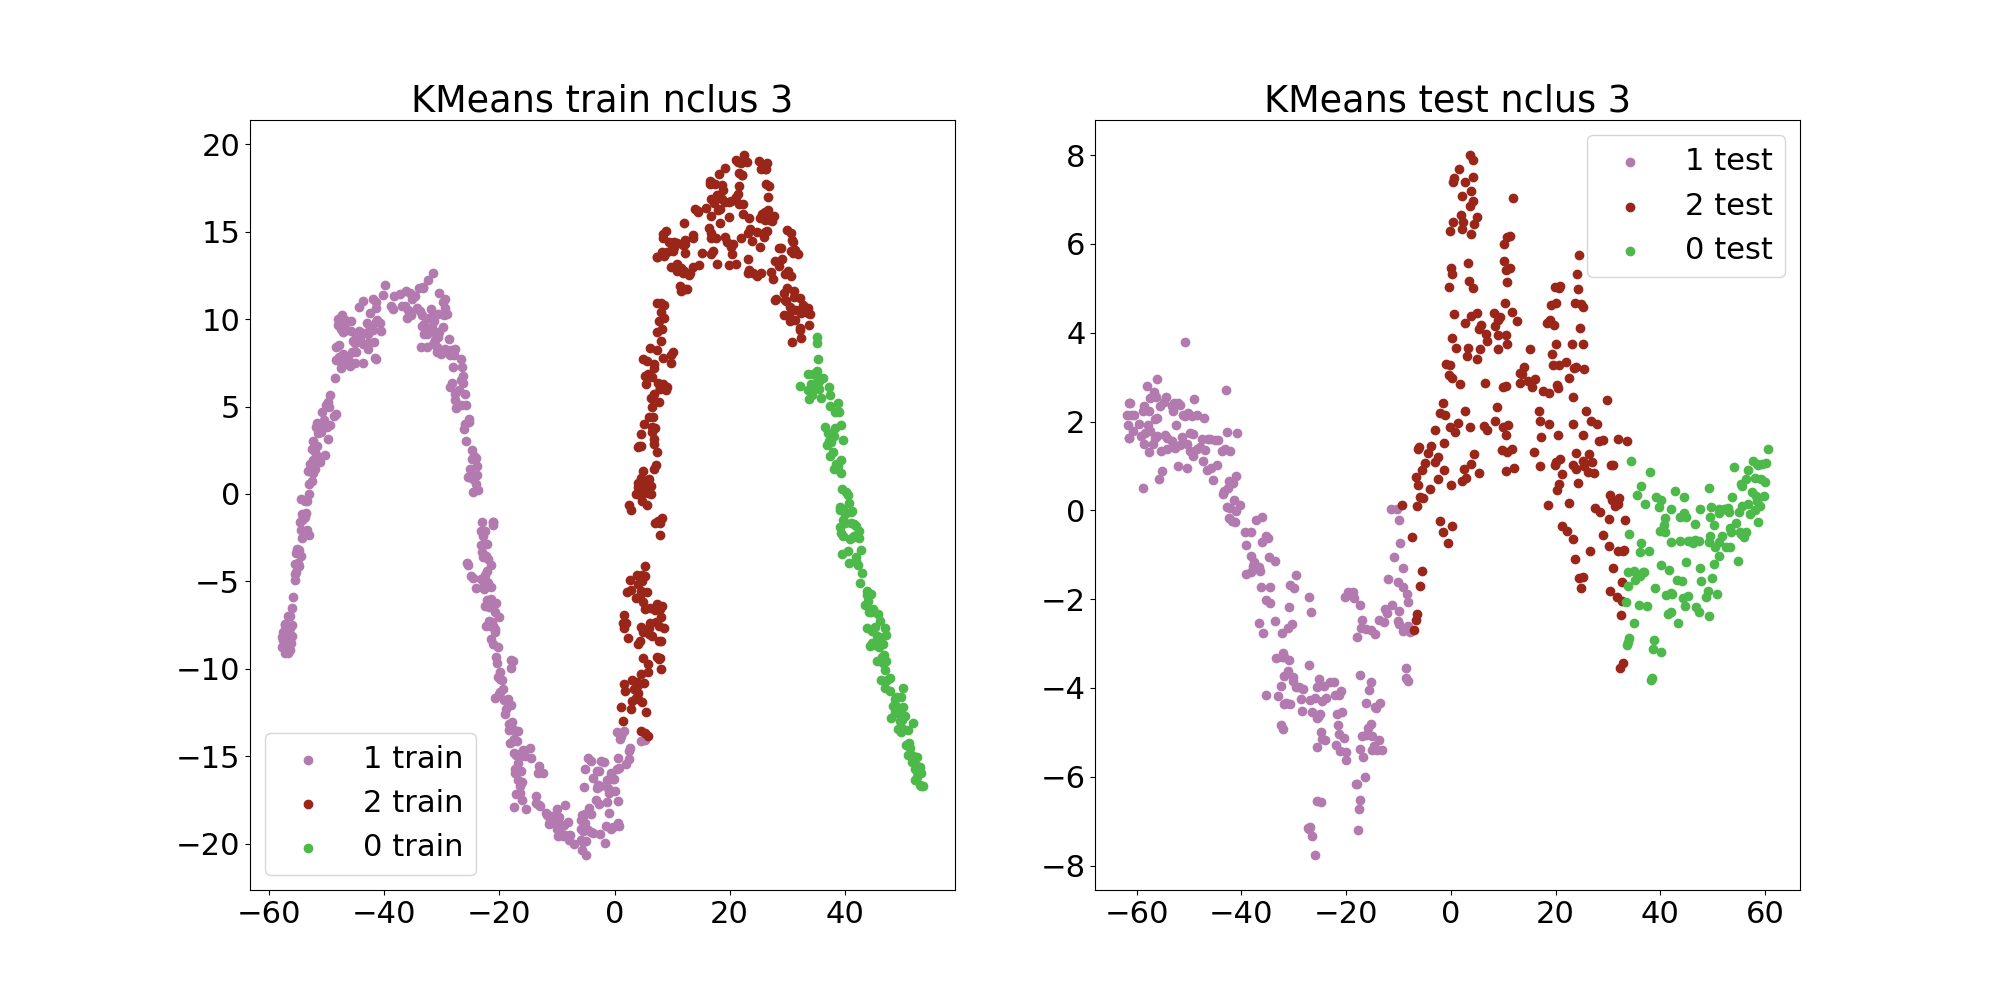 KMeans train nclus 3
20
15
10
5
0
−5
−10
−15
−20
−60 −40 −20 0 20 40
1 train
2 train
0 train
KMeans test nclus 3
8
6
4
2
0
−2
−4
−6
−8
−60 −40 −20 0 20 40 60
1 test
2 test
0 test